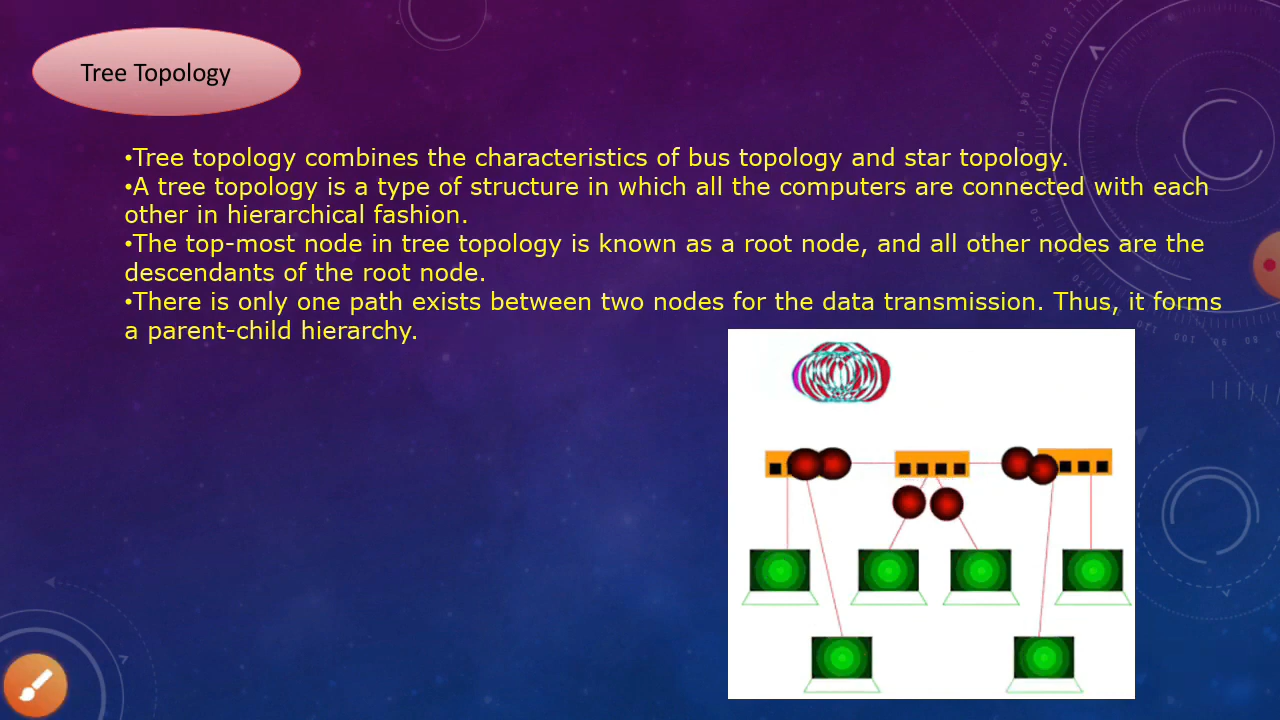 Tree Topology
•Tree topology combines the characteristics of bus topology and star topology.
•A tree topology is a type of structure in which all the computers are connected with each
other in hierarchical fashion.
•The top-most node in tree topology is known as a root node, and all other nodes are the
descendants of the root node.
•There is only one path exists between two nodes for the data transmission. Thus, it forms
a parent-child hierarchy.